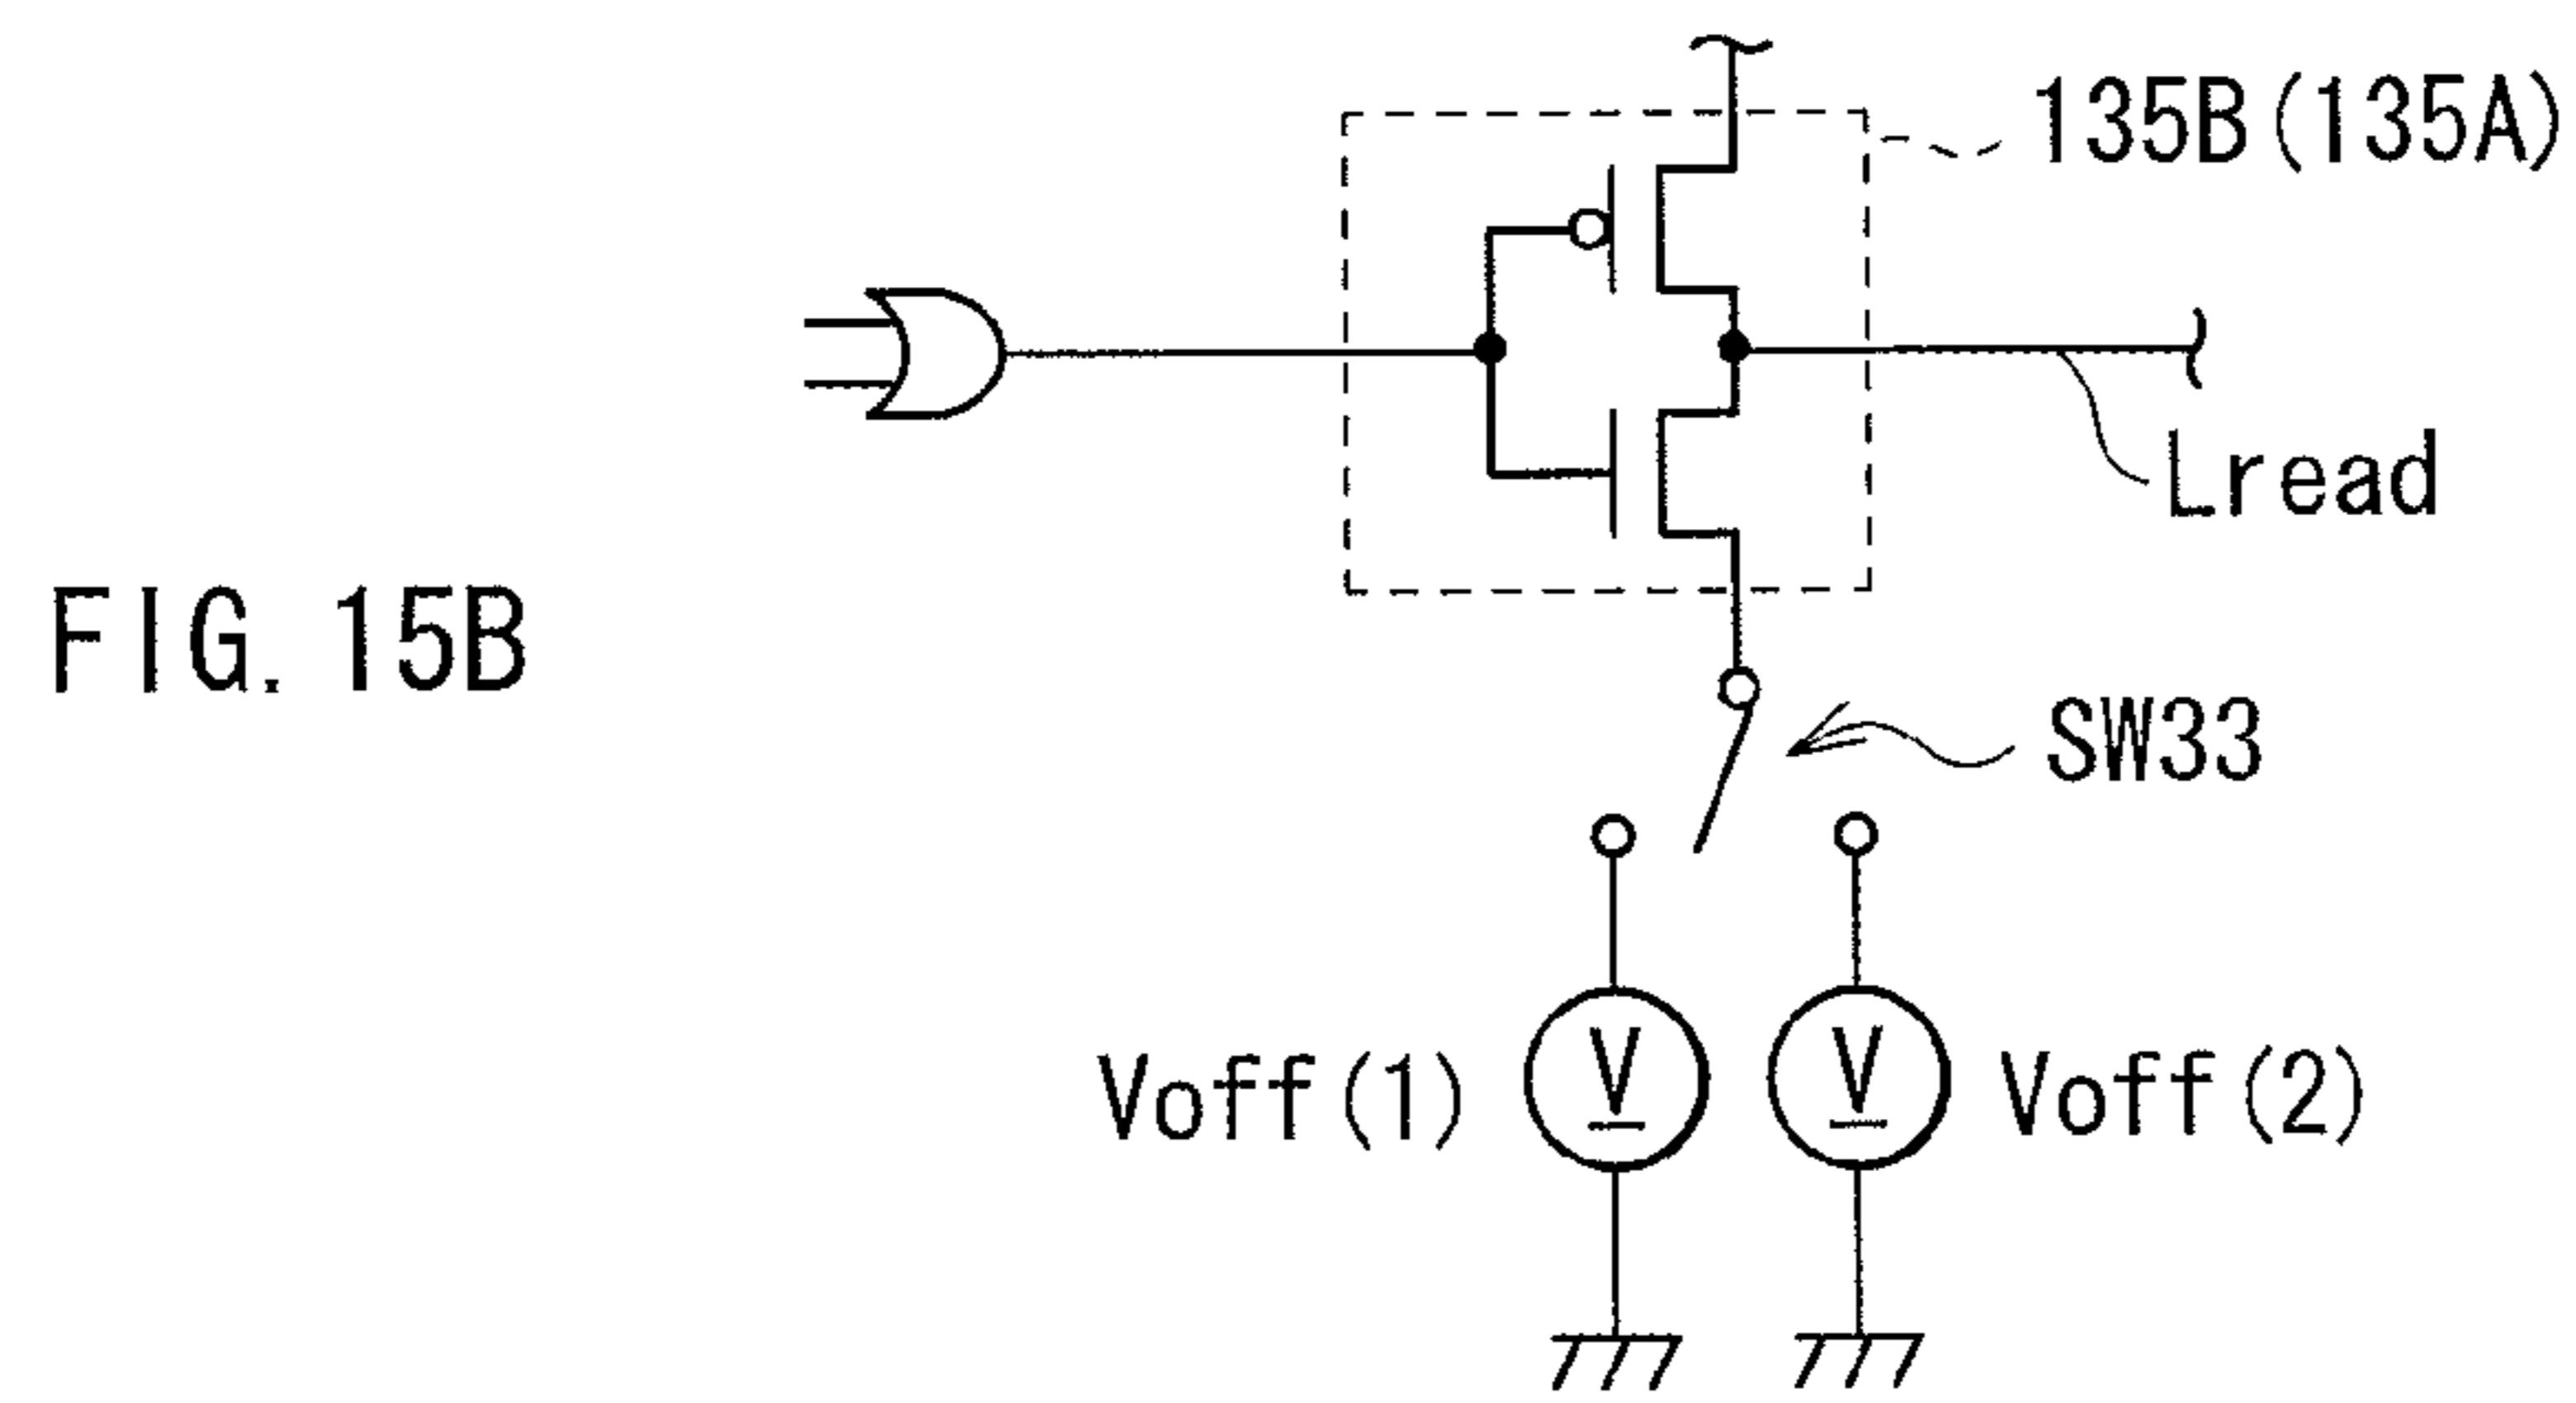 135B(135A)
Lread
FIG. 15B
SW33
V
V
Voff(1)
Voff(2)